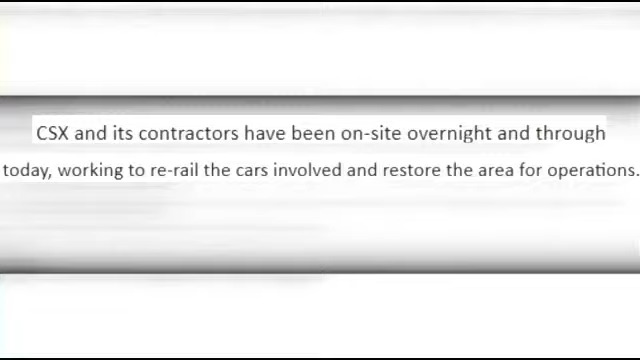 CSX and its contractors have been on-site overnight and through
today, working to re-rail the cars involved and restore the area for operations.